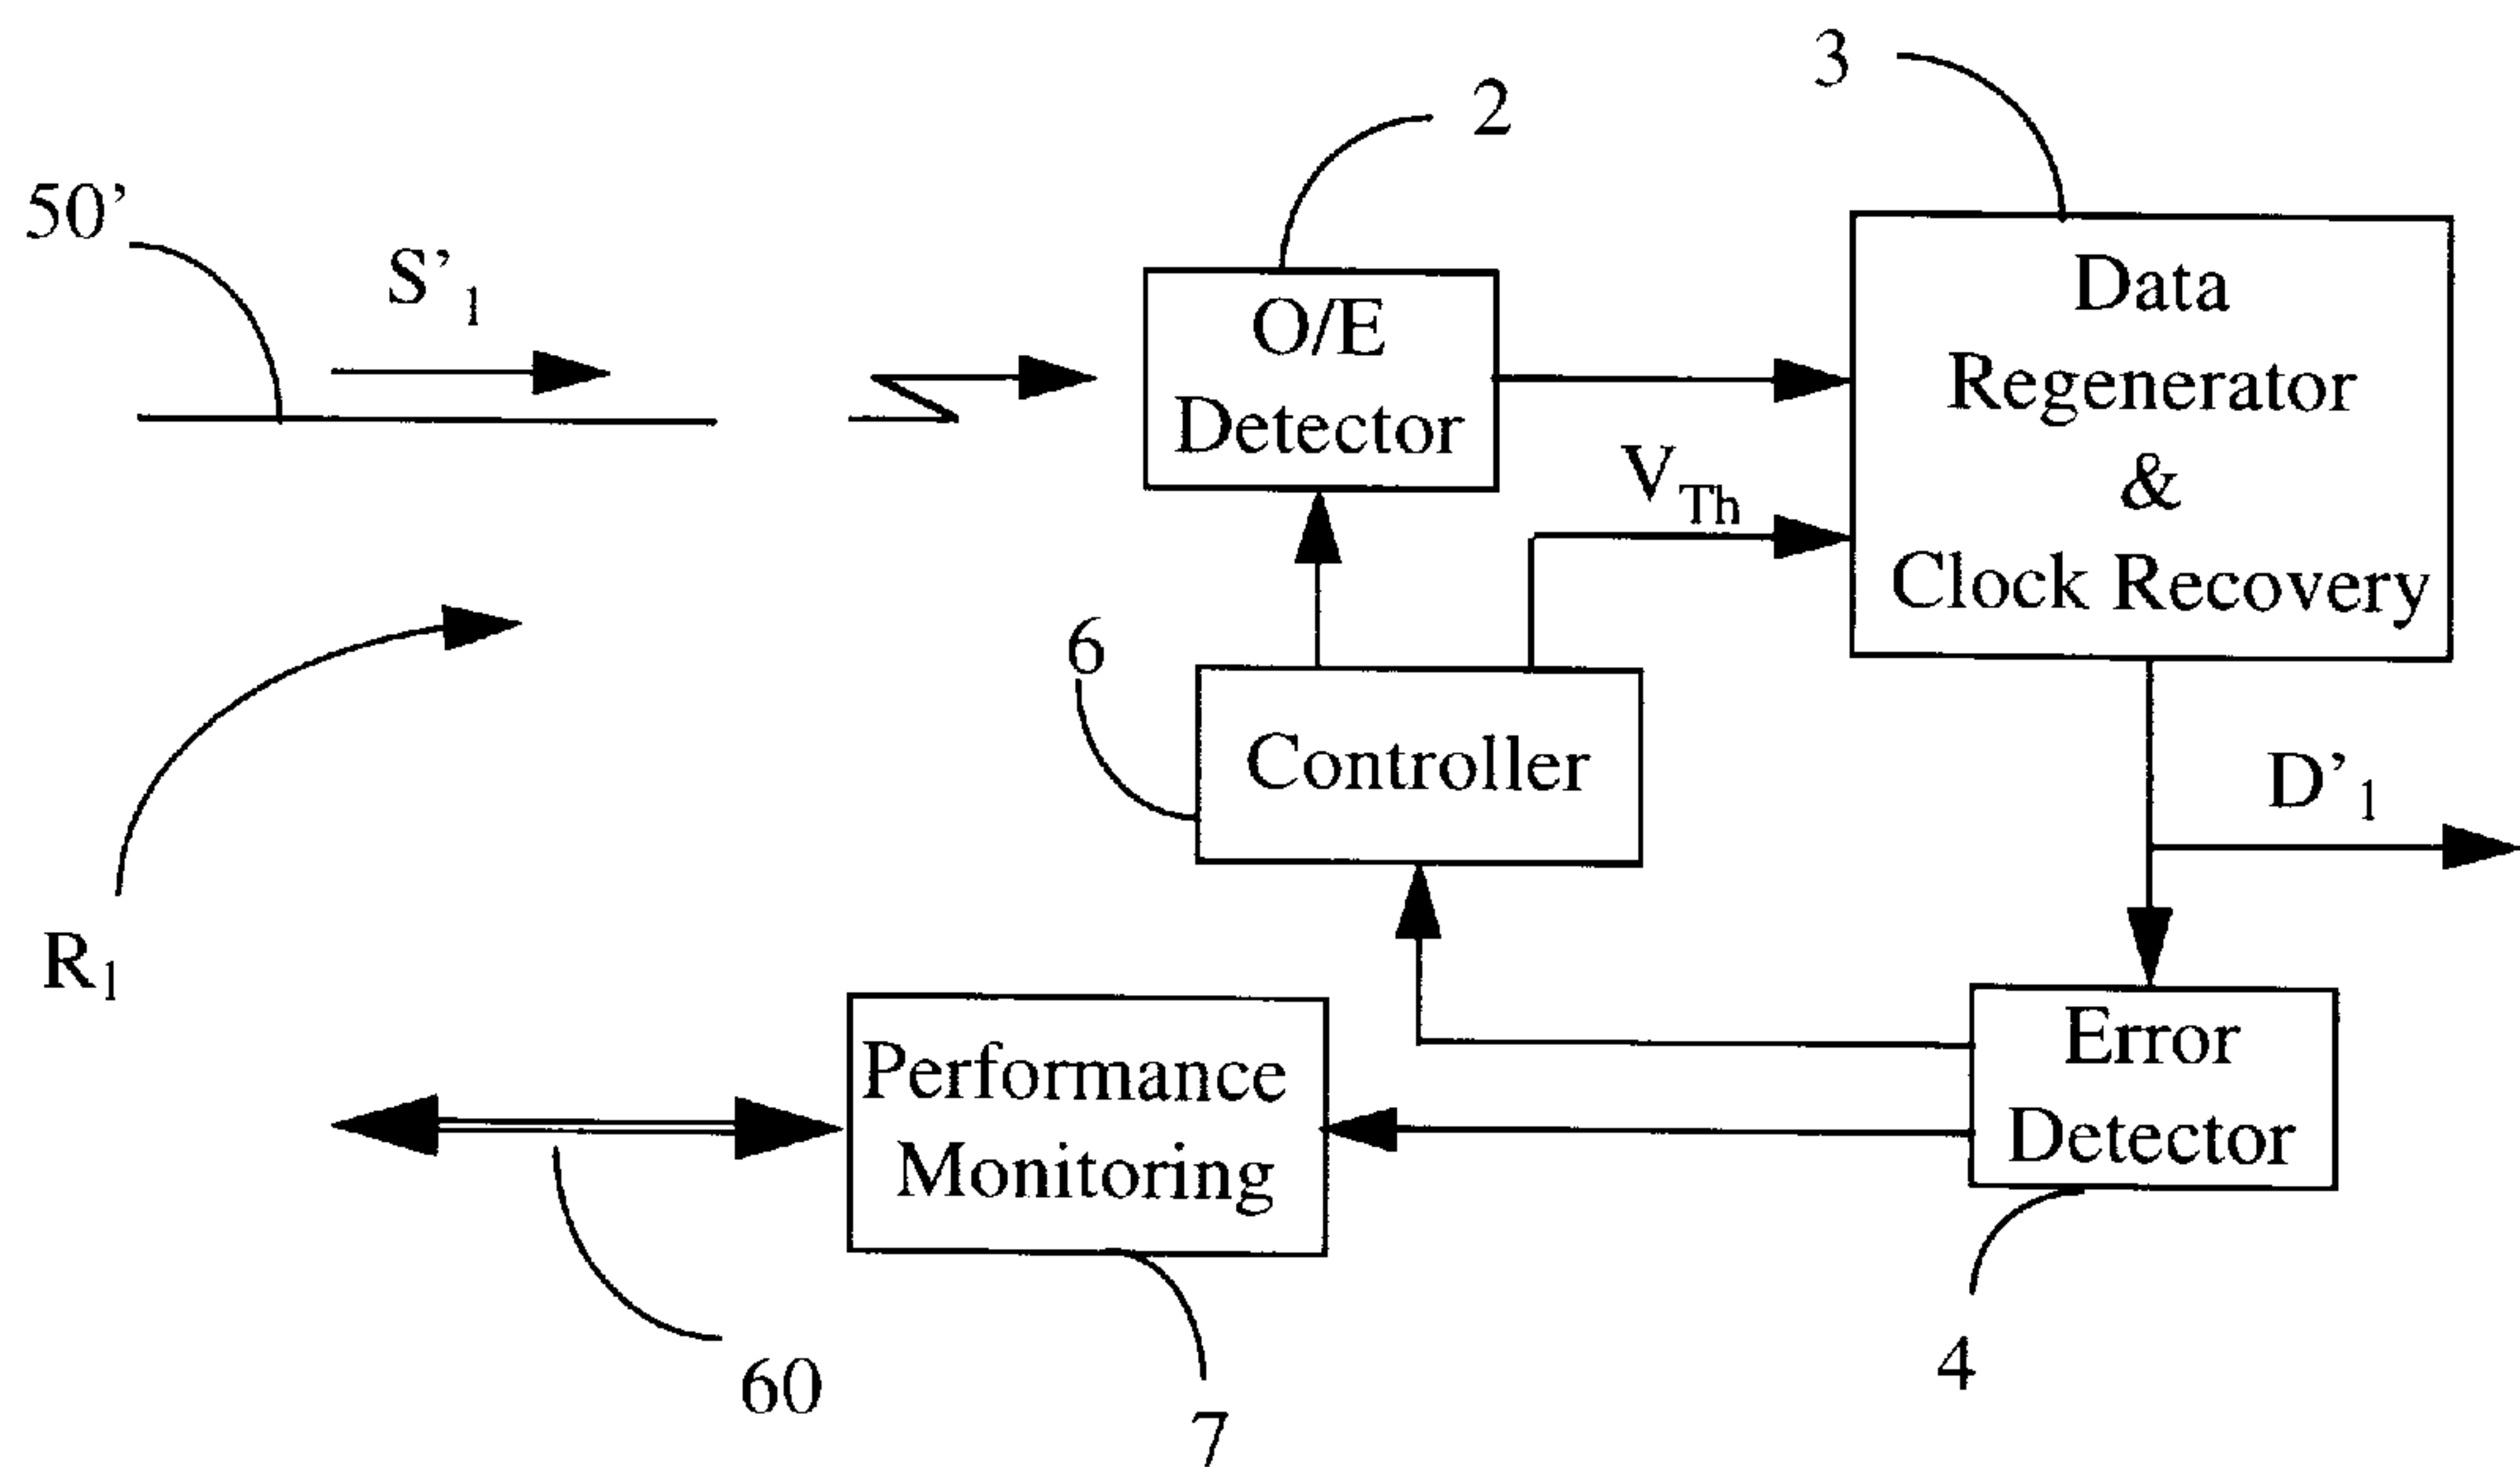 3
2
50’
S’1
O/E
Detector
Data
Regenerator
&
Clock Recovery
VTh
6
Controller
D’1
R1
Performance
Monitoring
Error
Detector
60
4
7